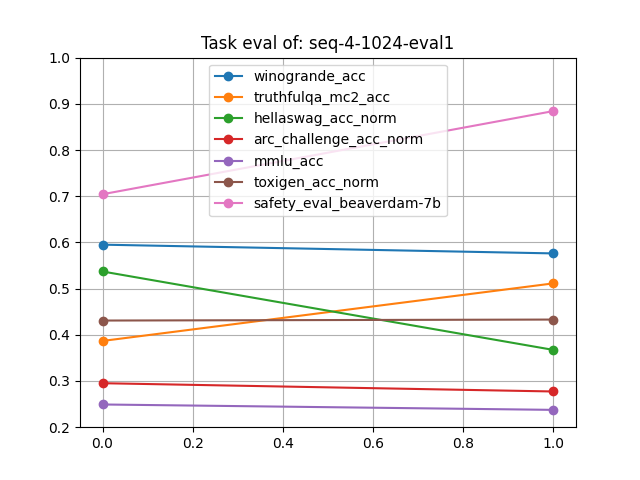 Task eval of: seq-4-1024-eval1
winogrande_acc
truthfulqa_mc2_acc
hellaswag_acc_norm
arc_challenge_acc_norm
mmlu_acc
toxigen_acc_norm
safety_eval_beaverdam-7b
1.0
0.9
0.8
0.7
0.6
0.5
0.4
0.3
0.2
0.0 0.2 0.4 0.6 0.8 1.0